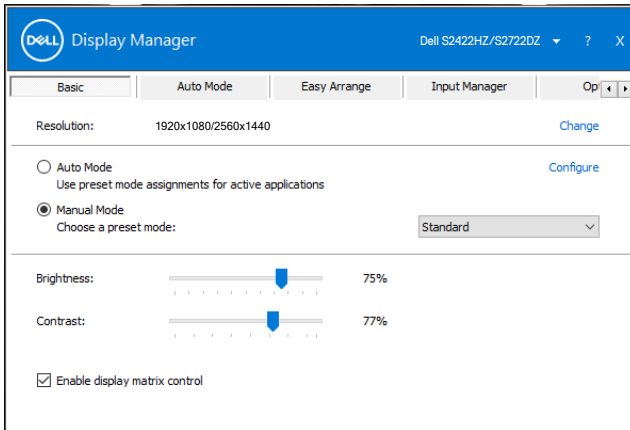 DELL Display Manager Dell S2422HZ/S2722DZ ? X
Basic Auto Mode Easy Arrange Input Manager Op
Resolution: 1920x1080/2560x1440 Change
Auto Mode Configure
Use preset mode assignments for active applications
Manual Mode
Choose a preset mode: Standard
Brightness: 75%
Contrast: 77%
Enable display matrix control